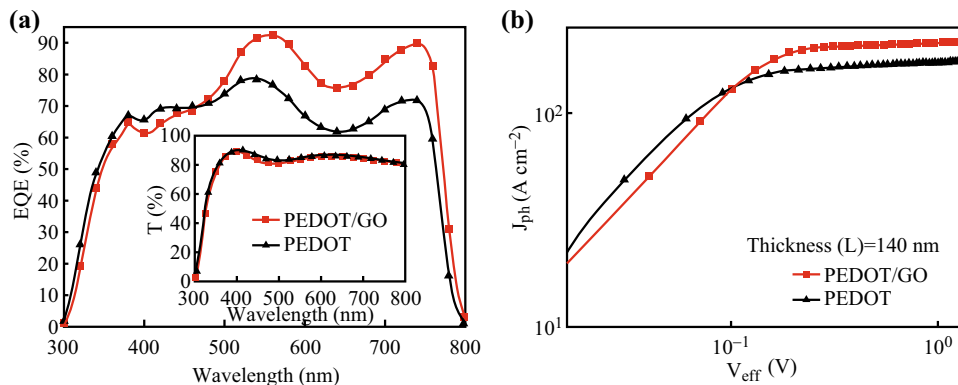 (a)
EQE (%)
90
80
70
60
50
40
30
20
10
0
300
400
500
600
700
800
Wavelength (nm)
T (%)
100
80
60
40
20
0
300
400
500
600
700
800
Wavelength (nm)
PEDOT/GO
PEDOT
(b)
J_ph (A cm⁻²)
10²
10¹
10⁻¹
10⁰
V_eff (V)
Thickness (L)=140 nm
PEDOT/GO
PEDOT